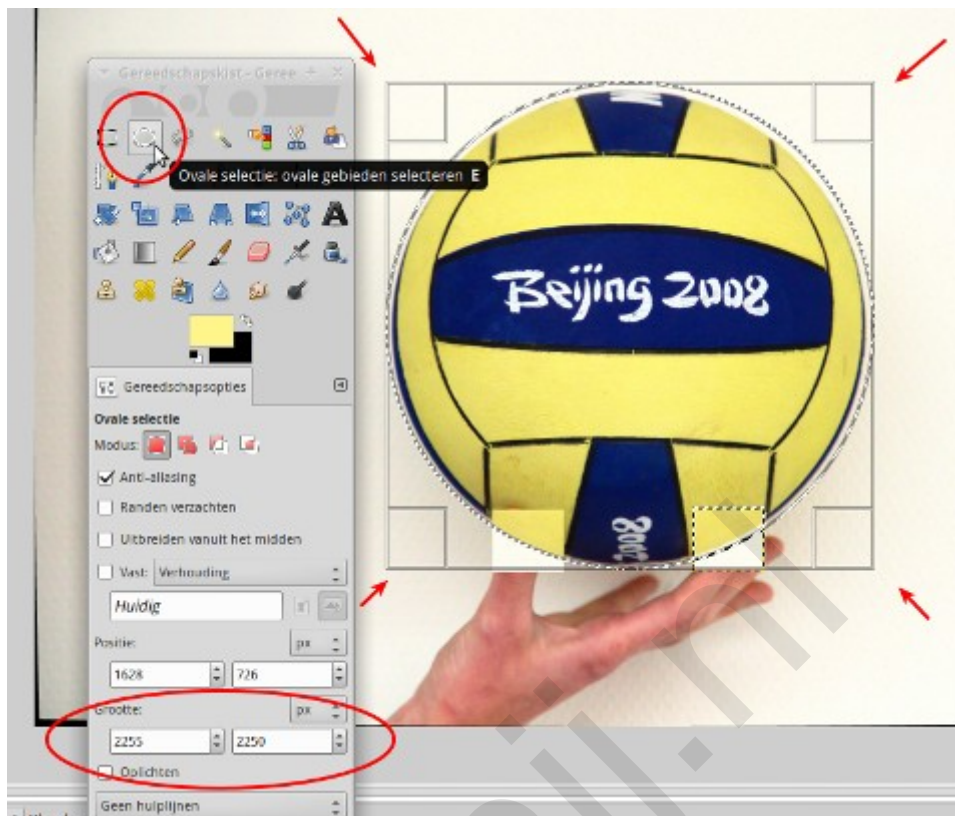 Gereedschapskist - Geree
Ovale selectie: ovale gebieden selecteren E
Gereedschapsopties
Ovale selectie
Modus:
Anti-aliasing
Randen verzachten
Uitbreiden vanuit het midden
Vast: Verhouding
Huidig
Positie: px
1628 726
Grootte: px
2255 2250
Oplichten
Geen hulplijnen
Beijing 2008
2008